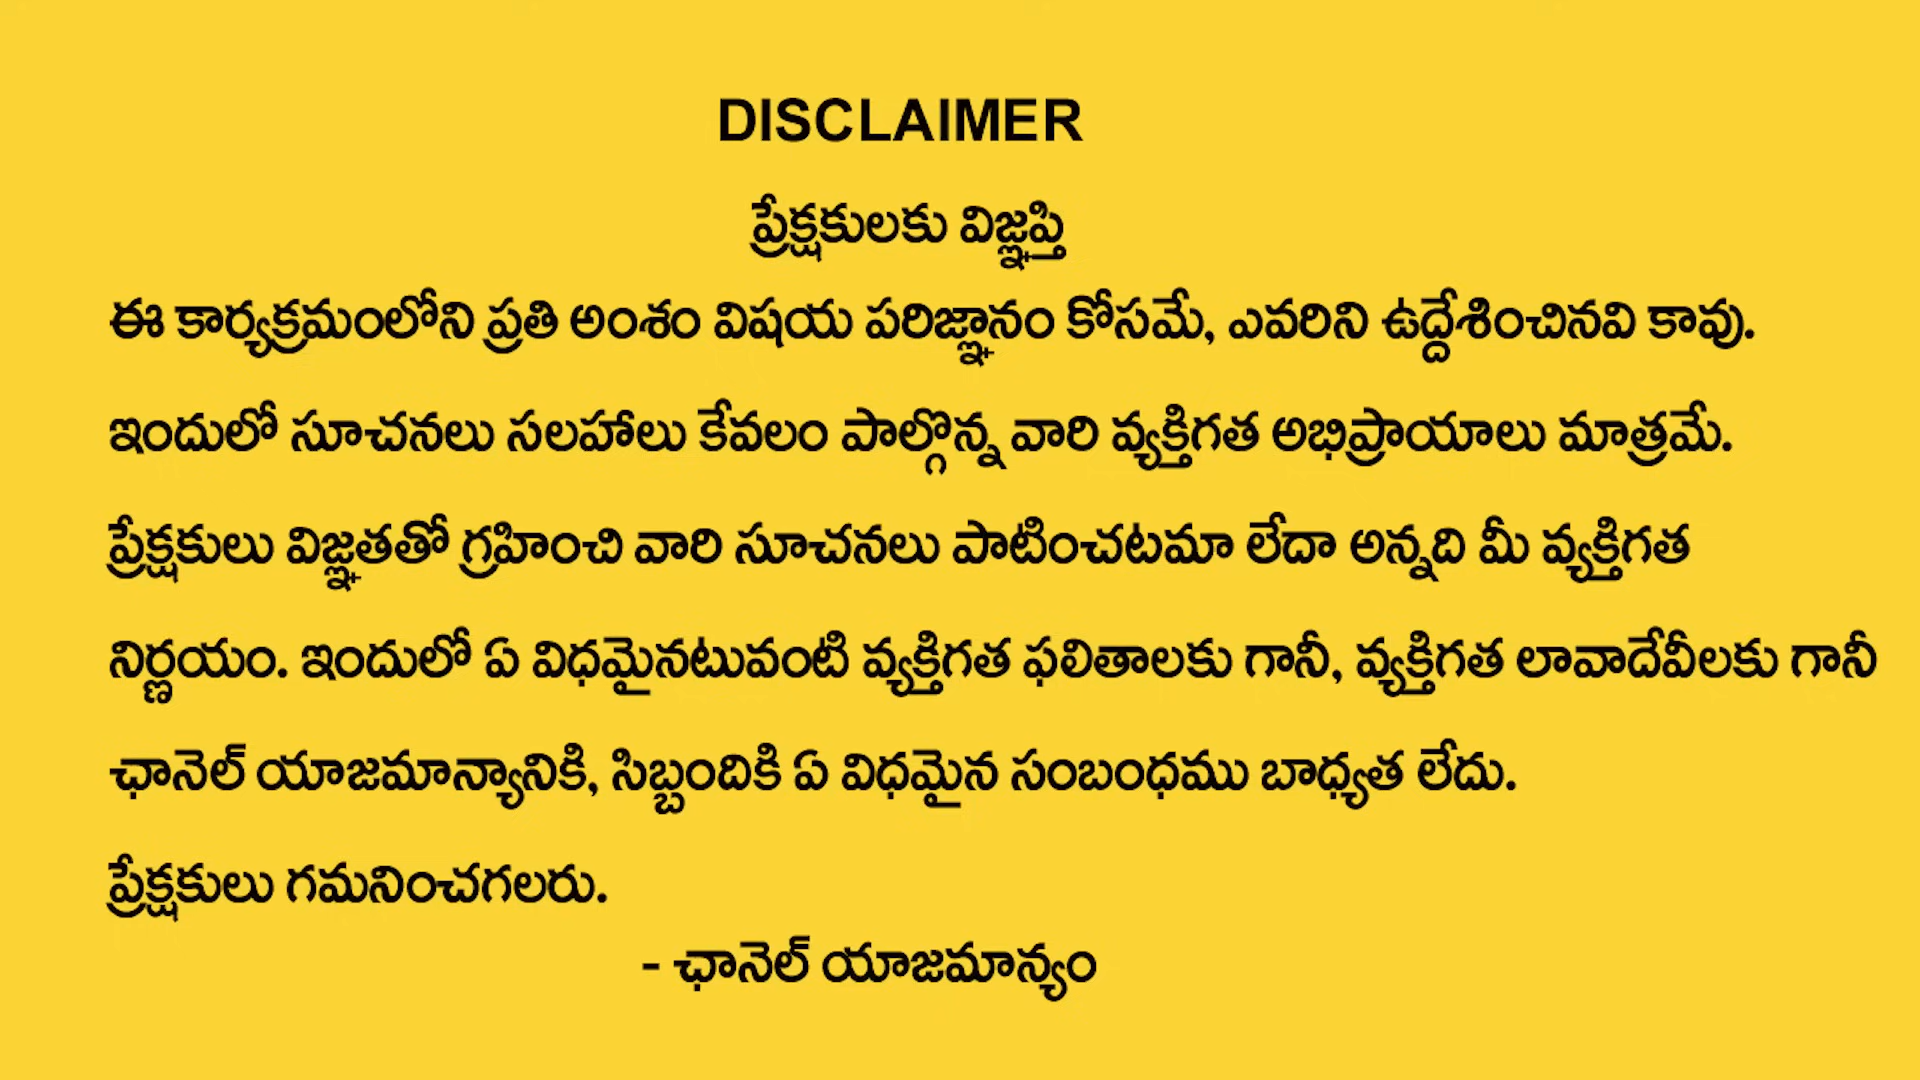 DISCLAIMER
ప్రేక్షకులకు విజ్ఞప్తి
ఈ కార్యక్రమంలోని ప్రతి అంశం విషయ పరిజ్ఞానం కోసమే, ఎవరిని ఉద్దేశించినవి కావు.
ఇందులో సూచనలు సలహాలు కేవలం పాల్గొన్న వారి వ్యక్తిగత అభిప్రాయాలు మాత్రమే.
ప్రేక్షకులు విజ్ఞతతో గ్రహించి వారి సూచనలు పాటించటమా లేదా అన్నది మీ వ్యక్తిగత
నిర్ణయం. ఇందులో ఏ విధమైనటువంటి వ్యక్తిగత ఫలితాలకు గానీ, వ్యక్తిగత లావాదేవీలకు గానీ
ఛానెల్ యాజమాన్యానికి, సిబ్బందికి ఏ విధమైన సంబంధము బాధ్యత లేదు.
ప్రేక్షకులు గమనించగలరు.
- ఛానెల్ యాజమాన్యం